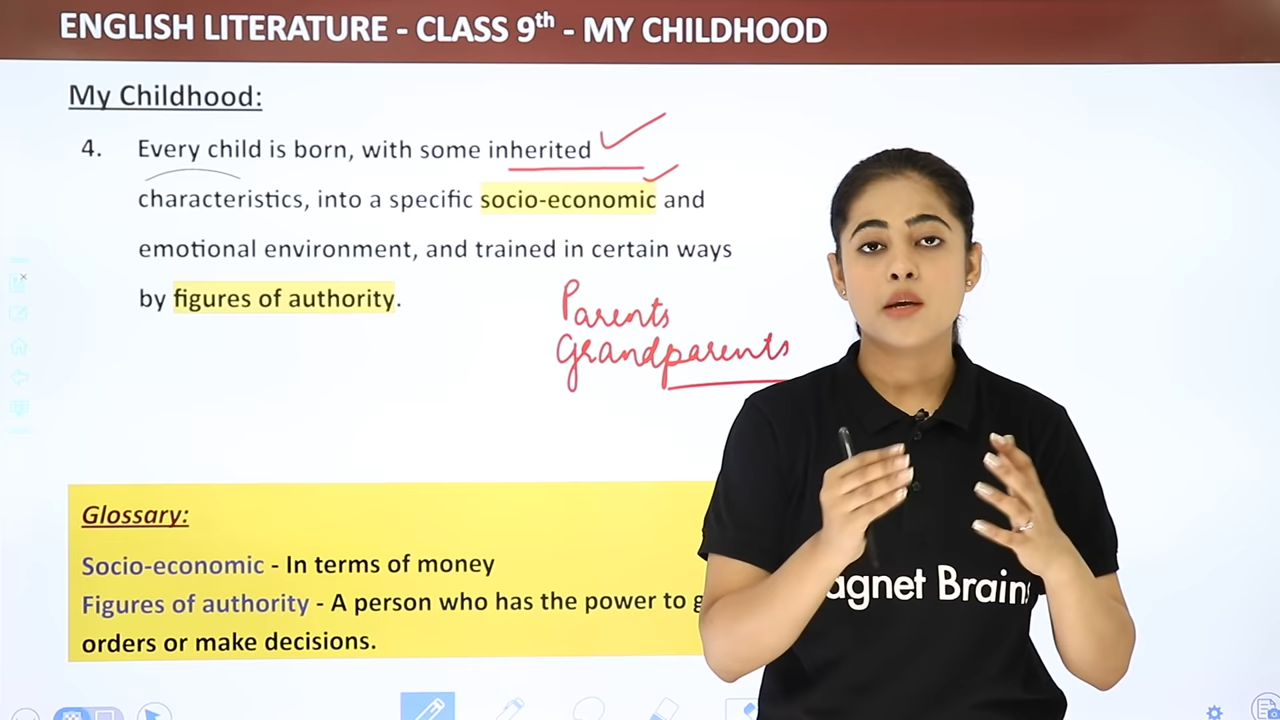 ENGLISH LITERATURE - CLASS 9th - MY CHILDHOOD
My Childhood:
4. Every child is born, with some inherited
characteristics, into a specific socio-economic and
emotional environment, and trained in certain ways
by figures of authority.
Parents
Grandparents
Glossary:
Socio-economic - In terms of money
Figures of authority - A person who has the power to
orders or make decisions.
agnet Brains